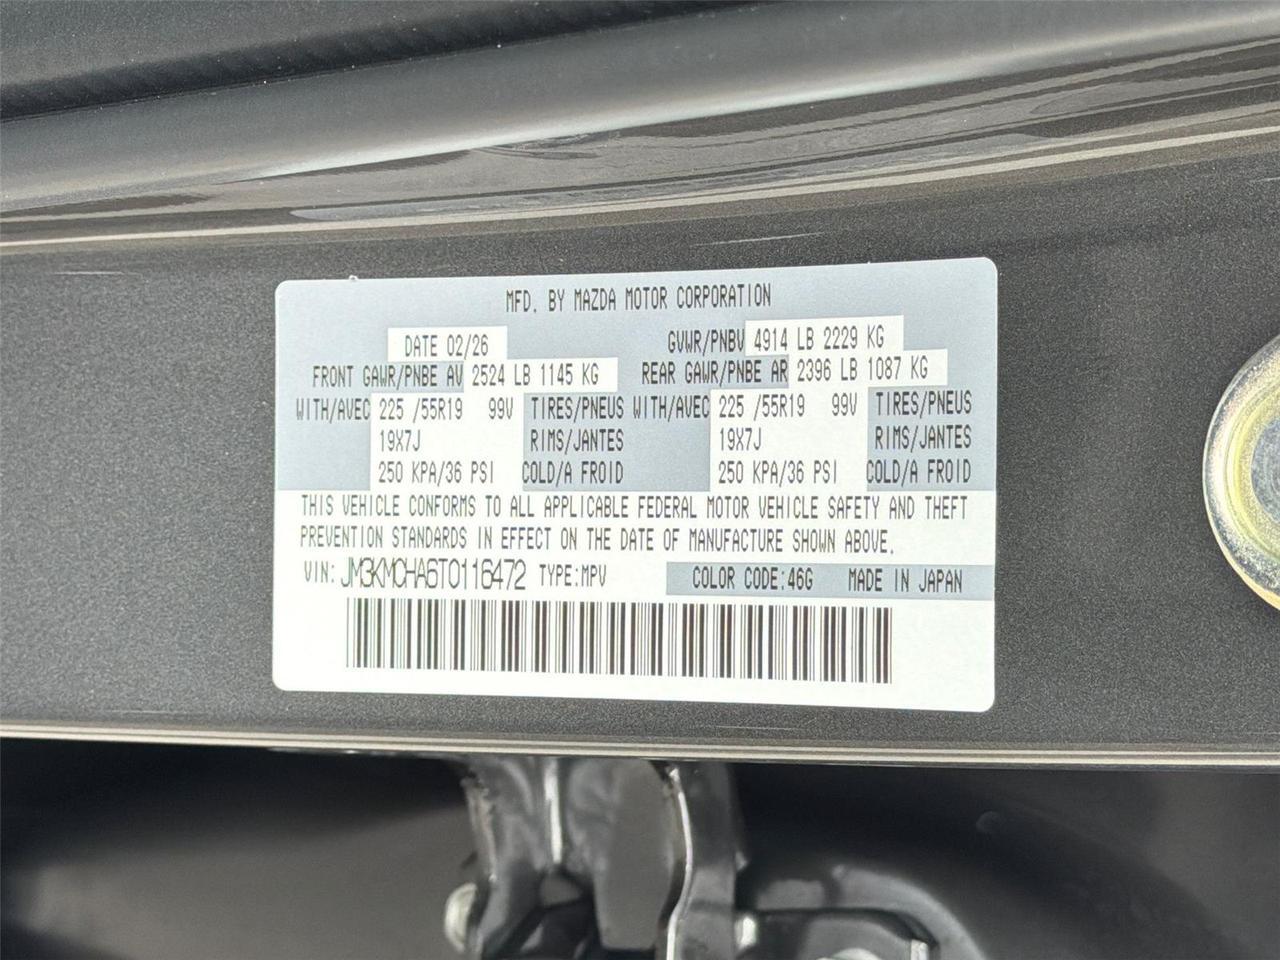 MFD. BY MAZDA MOTOR CORPORATION
DATE 02/26 GVWR/PNBV 4914 LB 2229 KG
FRONT GAWR/PNBE AV 2524 LB 1145 KG REAR GAWR/PNBE AR 2396 LB 1087 KG
WITH/AVEC 225 /55R19 99V TIRES/PNEUS WITH/AVEC 225 /55R19 99V TIRES/PNEUS
19X7J RIMS/JANTES 19X7J RIMS/JANTES
250 KPA/36 PSI COLD/A FROID 250 KPA/36 PSI COLD/A FROID
THIS VEHICLE CONFORMS TO ALL APPLICABLE FEDERAL MOTOR VEHICLE SAFETY AND THEFT
PREVENTION STANDARDS IN EFFECT ON THE DATE OF MANUFACTURE SHOWN ABOVE.
VIN: JM3KMCHA6T0116472 TYPE:MPV COLOR CODE:46G MADE IN JAPAN